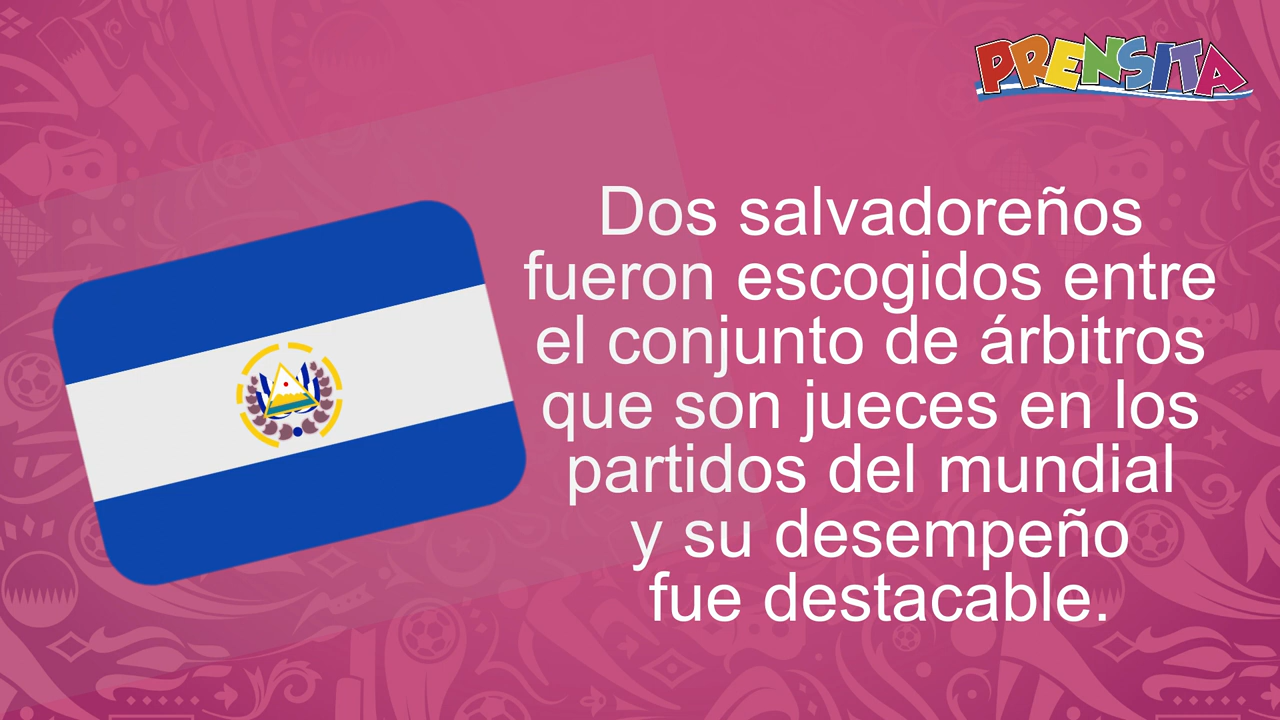 PRENSITA
Dos salvadoreños
fueron escogidos entre
el conjunto de árbitros
que son jueces en los
partidos del mundial
y su desempeño
fue destacable.